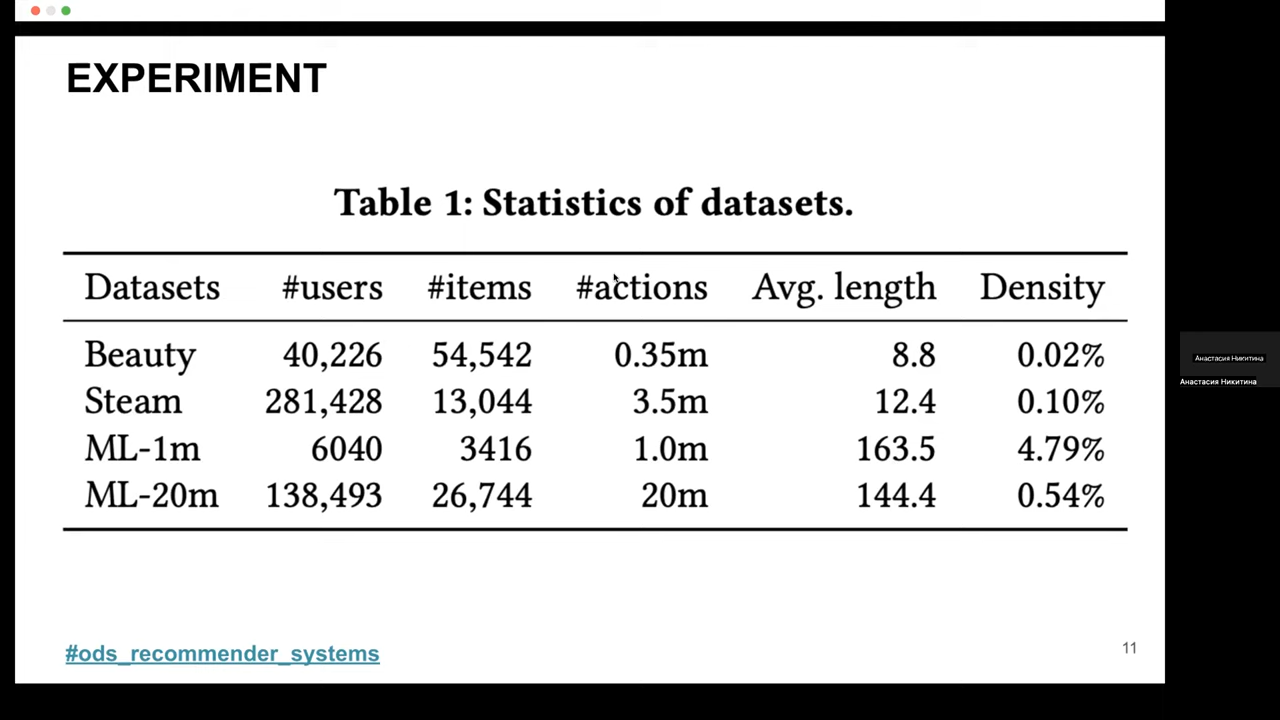 EXPERIMENT
Table 1: Statistics of datasets.
Datasets #users #items #actions Avg. length Density
Beauty 40,226 54,542 0.35m 8.8 0.02%
Steam 281,428 13,044 3.5m 12.4 0.10%
ML-1m 6040 3416 1.0m 163.5 4.79%
ML-20m 138,493 26,744 20m 144.4 0.54%
#ods_recommender_systems
11
Анастасия Никитина
Анастасия Никитина